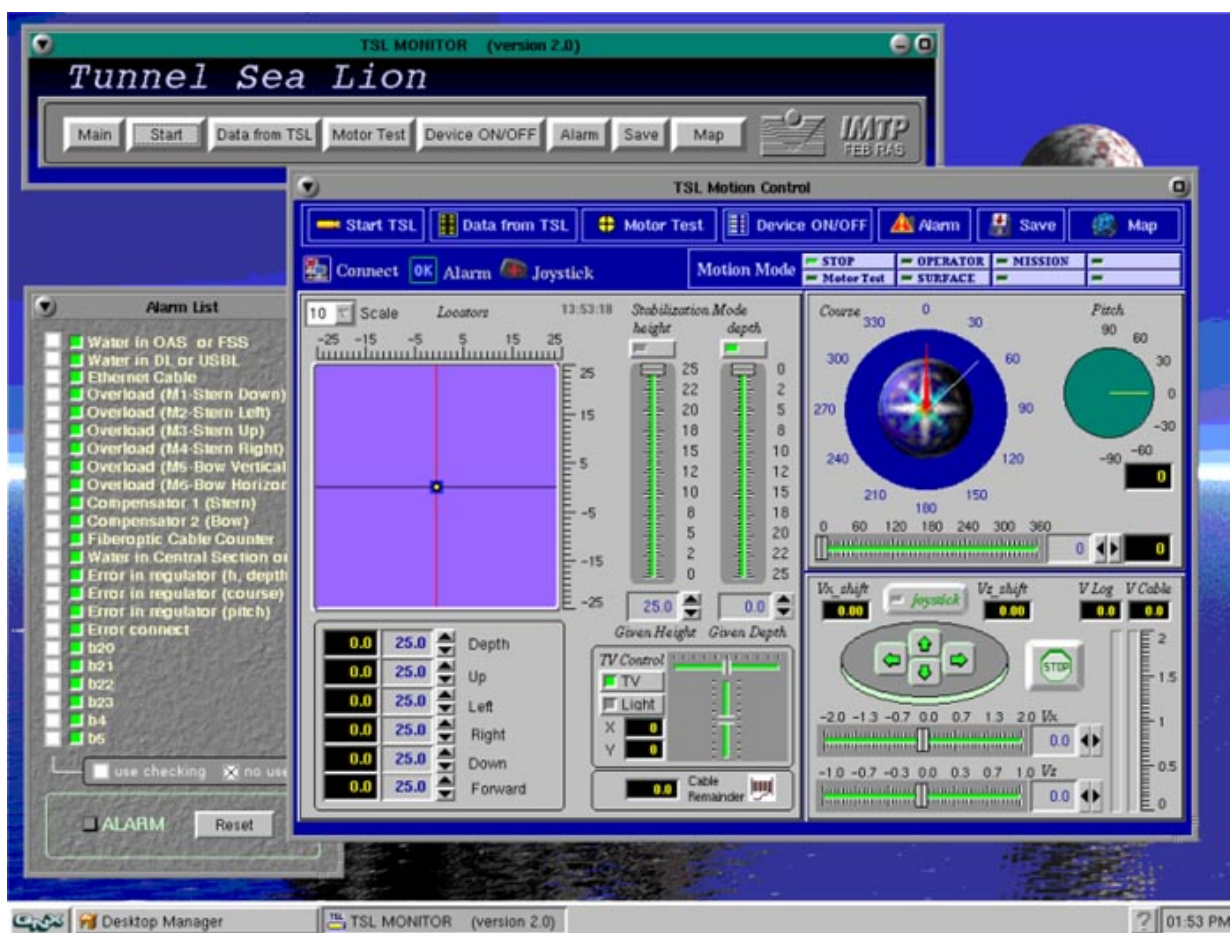 TSL MONITOR (version 2.0)
Tunnel Sea Lion
Main Start Data from TSL Motor Test Device ON/OFF Alarm Save Map
IMTP
FEB RAS
TSL Motion Control
Start TSL Data from TSL Motor Test Device ON/OFF Alarm Save Map
Connect OK Alarm Joystick
Motion Mode
STOP OPERATOR MISSION
Motor Test SURFACE
Alarm List
Water in OAS or FSS
Water in DL or USBL
Ethernet Cable
Overload (M1-Stern Down)
Overload (M2-Stern Left)
Overload (M3-Stern Up)
Overload (M4-Stern Right)
Overload (M5-Bow Vertical
Overload (M6-Bow Horizon
Compensator 1 (Stern)
Compensator 2 (Bow)
Fiberoptic Cable Counter
Water in Central Section ou
Error in regulator (h, depth
Error in regulator (course)
Error in regulator (pitch)
Error connect
b20
b21
b22
b23
b4
b5
use checking no use
ALARM Reset
10 Scale Locators 13:53:18
-25 -15 -5 5 15 25
25
15
5
-5
-15
-25
Stabilization Mode
height depth
25 0
22 2
20 5
18 8
15 10
12 12
10 15
8 18
5 20
2 22
0 25
25.0 0.0
Given Height Given Depth
0.0 25.0 Depth
0.0 25.0 Up
0.0 25.0 Left
0.0 25.0 Right
0.0 25.0 Down
0.0 25.0 Forward
TV Control
TV
Light
X 0
Y 0
0.0 Cable
Remainder
Course
0
30
60
90
120
150
180
210
240
270
300
330
Pitch
90
60
30
0
-30
-60
-90
0
0 60 120 180 240 300 360
0 0
Vx_shift joystick Vz_shift V Log V Cable
0.00 0.00 0.0 0.0
STOP
2
1.5
1
0.5
0
-2.0 -1.3 -0.7 0.0 0.7 1.3 2.0 Vx
0.0
-1.0 -0.7 -0.3 0.0 0.3 0.7 1.0 Vz
0.0
QNX Desktop Manager TSL MONITOR (version 2.0) ? 01:53 PM